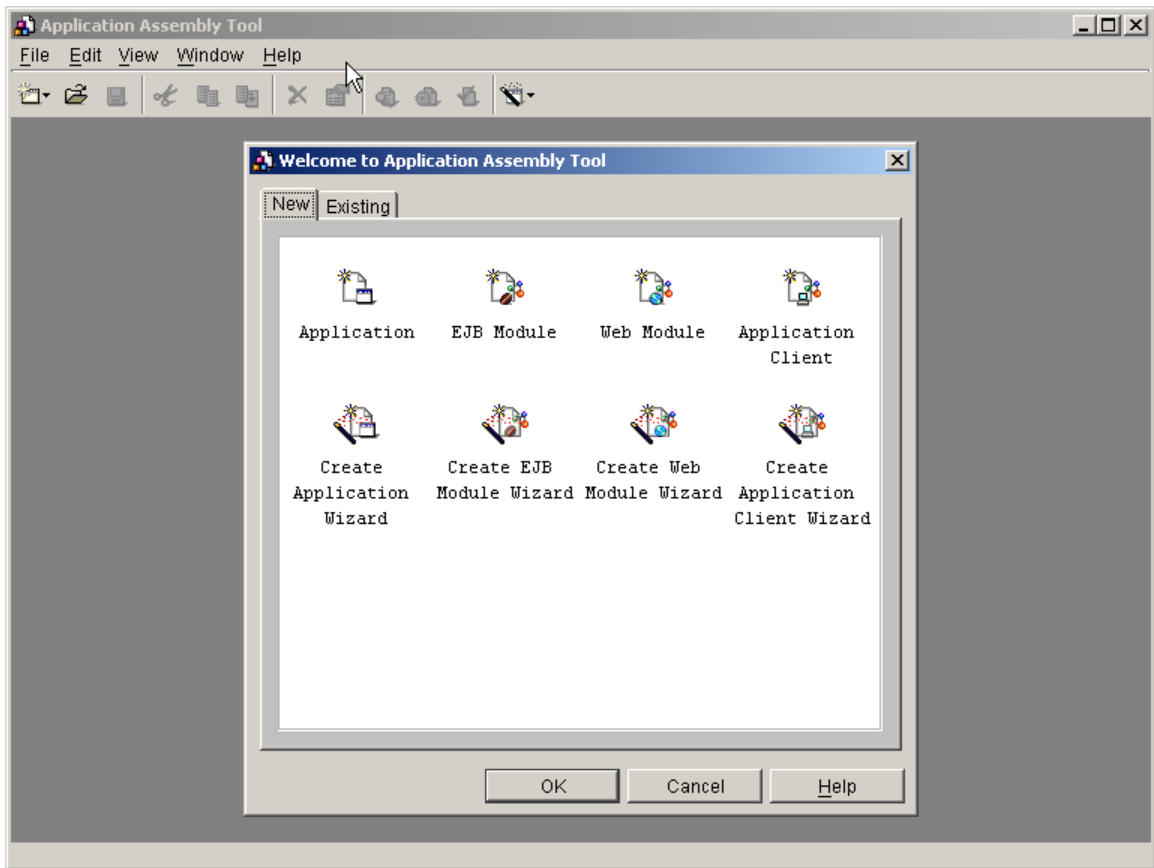 Application Assembly Tool
File Edit View Window Help
Welcome to Application Assembly Tool
New Existing
Application EJB Module Web Module Application
Client
Create Create EJB Create Web Create
Application Module Wizard Module Wizard Application
Wizard Client Wizard
OK Cancel Help